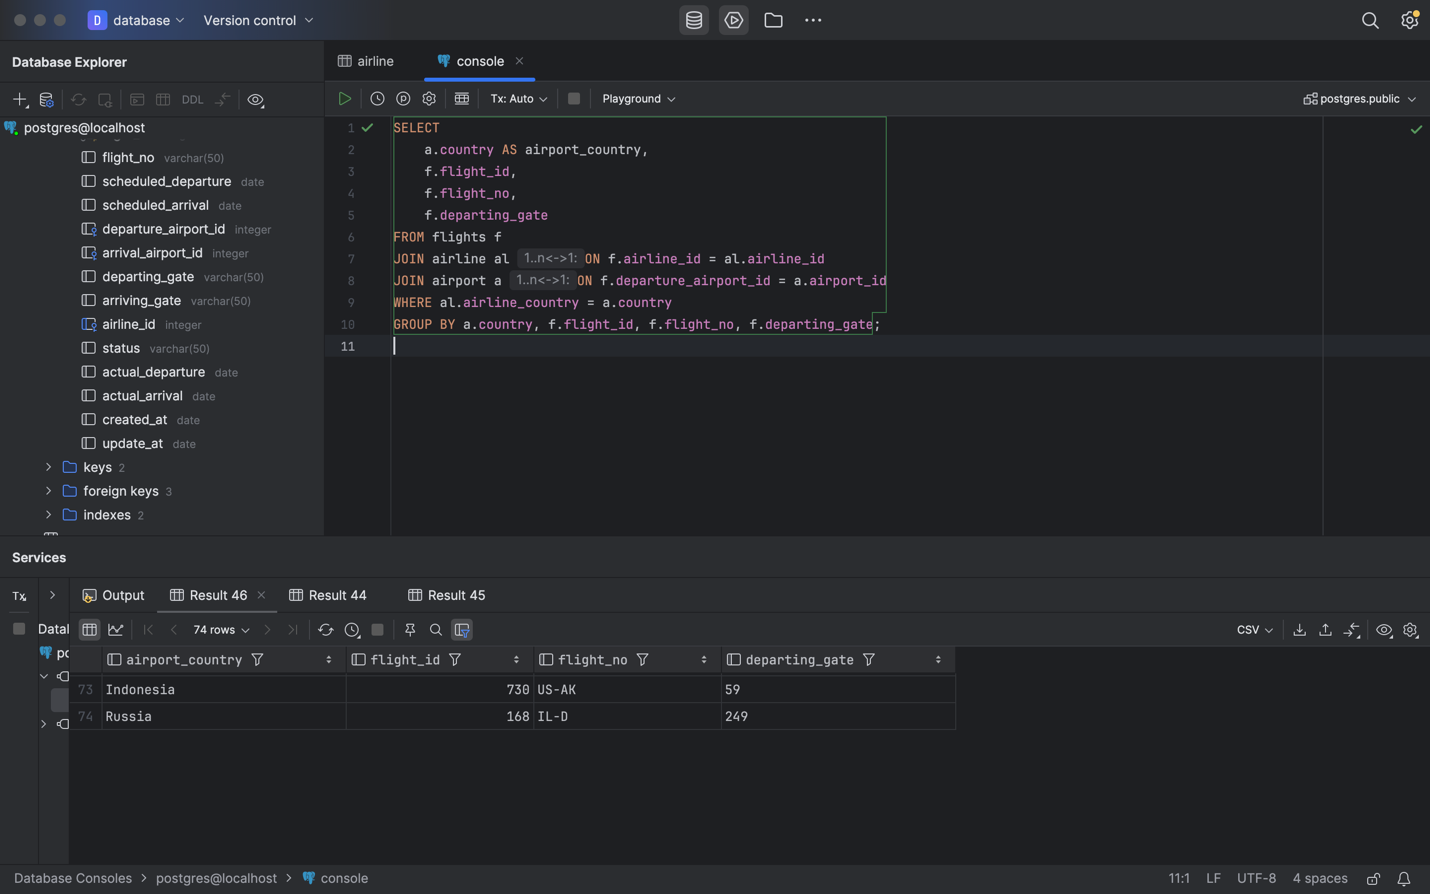 D database Version control
Database Explorer
airline
console
DDL
Tx: Auto
Playground
postgres.public
postgres@localhost
flight_no varchar(50)
scheduled_departure date
scheduled_arrival date
departure_airport_id integer
arrival_airport_id integer
departing_gate varchar(50)
arriving_gate varchar(50)
airline_id integer
status varchar(50)
actual_departure date
actual_arrival date
created_at date
update_at date
keys 2
foreign keys 3
indexes 2
1 SELECT
2 a.country AS airport_country,
3 f.flight_id,
4 f.flight_no,
5 f.departing_gate
6 FROM flights f
7 JOIN airline al 1..n<->1: ON f.airline_id = al.airline_id
8 JOIN airport a 1..n<->1: ON f.departure_airport_id = a.airport_id
9 WHERE al.airline_country = a.country
10 GROUP BY a.country, f.flight_id, f.flight_no, f.departing_gate;
11
Services
Tx
Output
Result 46
Result 44
Result 45
Datal
po
74 rows
CSV
airport_country flight_id flight_no departing_gate
73 Indonesia 730 US-AK 59
74 Russia 168 IL-D 249
Database Consoles > postgres@localhost > console
11:1 LF UTF-8 4 spaces